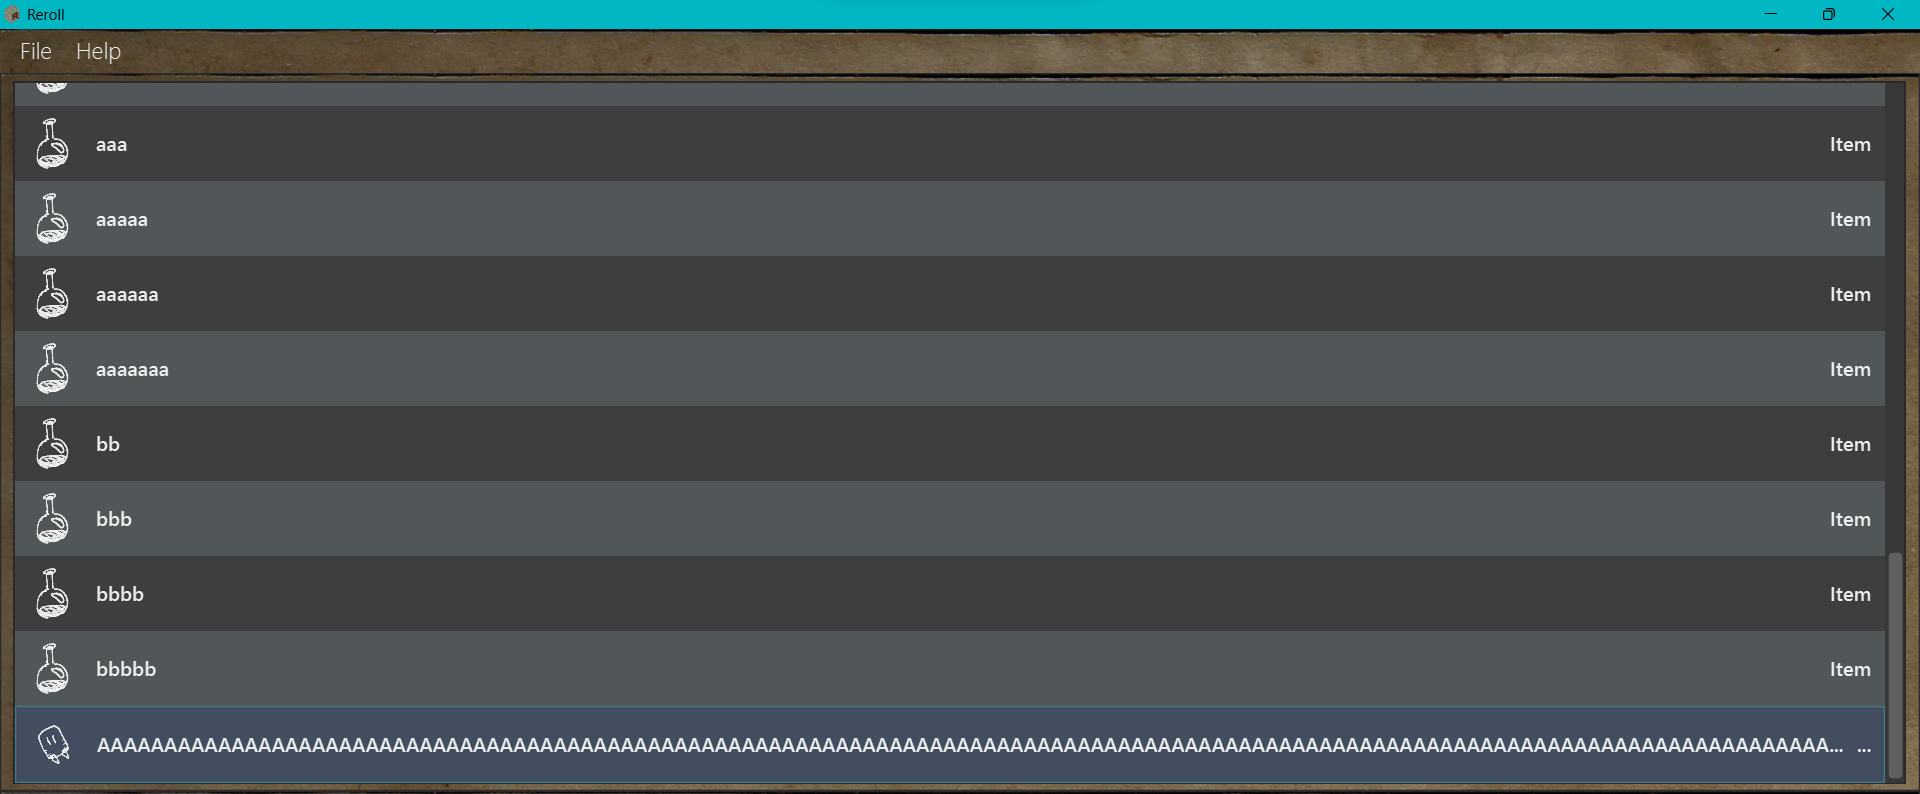 Reroll
File Help
aaa Item
aaaaa Item
aaaaaa Item
aaaaaaa Item
bb Item
bbb Item
bbbb Item
bbbbb Item
AAAAAAAAAAAAAAAAAAAAAAAAAAAAAAAAAAAAAAAAAAAAAAAAAAAAAAAAAAAAAAAAAAAAAAAAAAAAAAAAAAAAAAAAAAAAAAAAAAAAAAAAAAAAAAAAAAAAAAAAAAAAAAAAA... ...